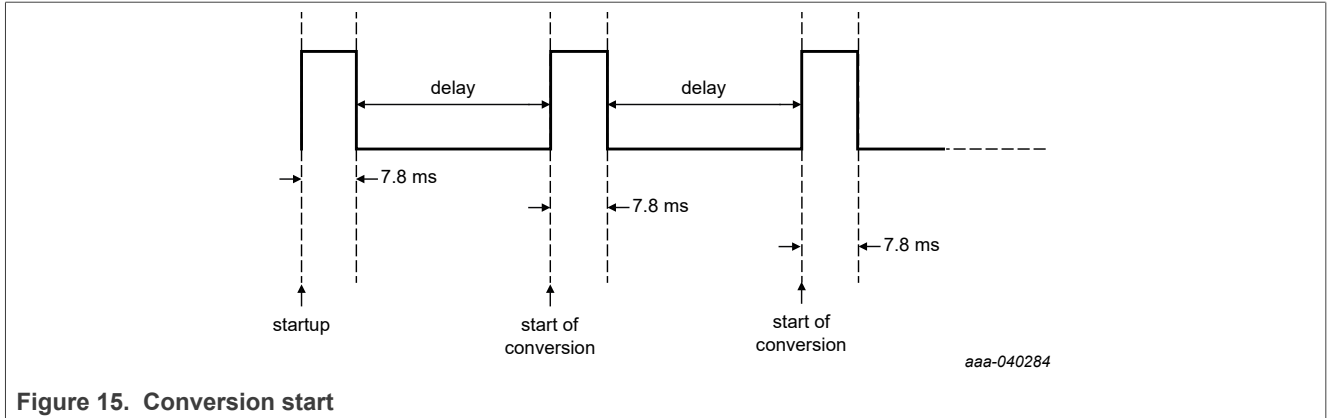 delay
delay
7.8 ms
7.8 ms
7.8 ms
startup
start of
conversion
start of
conversion
aaa-040284
Figure 15. Conversion start